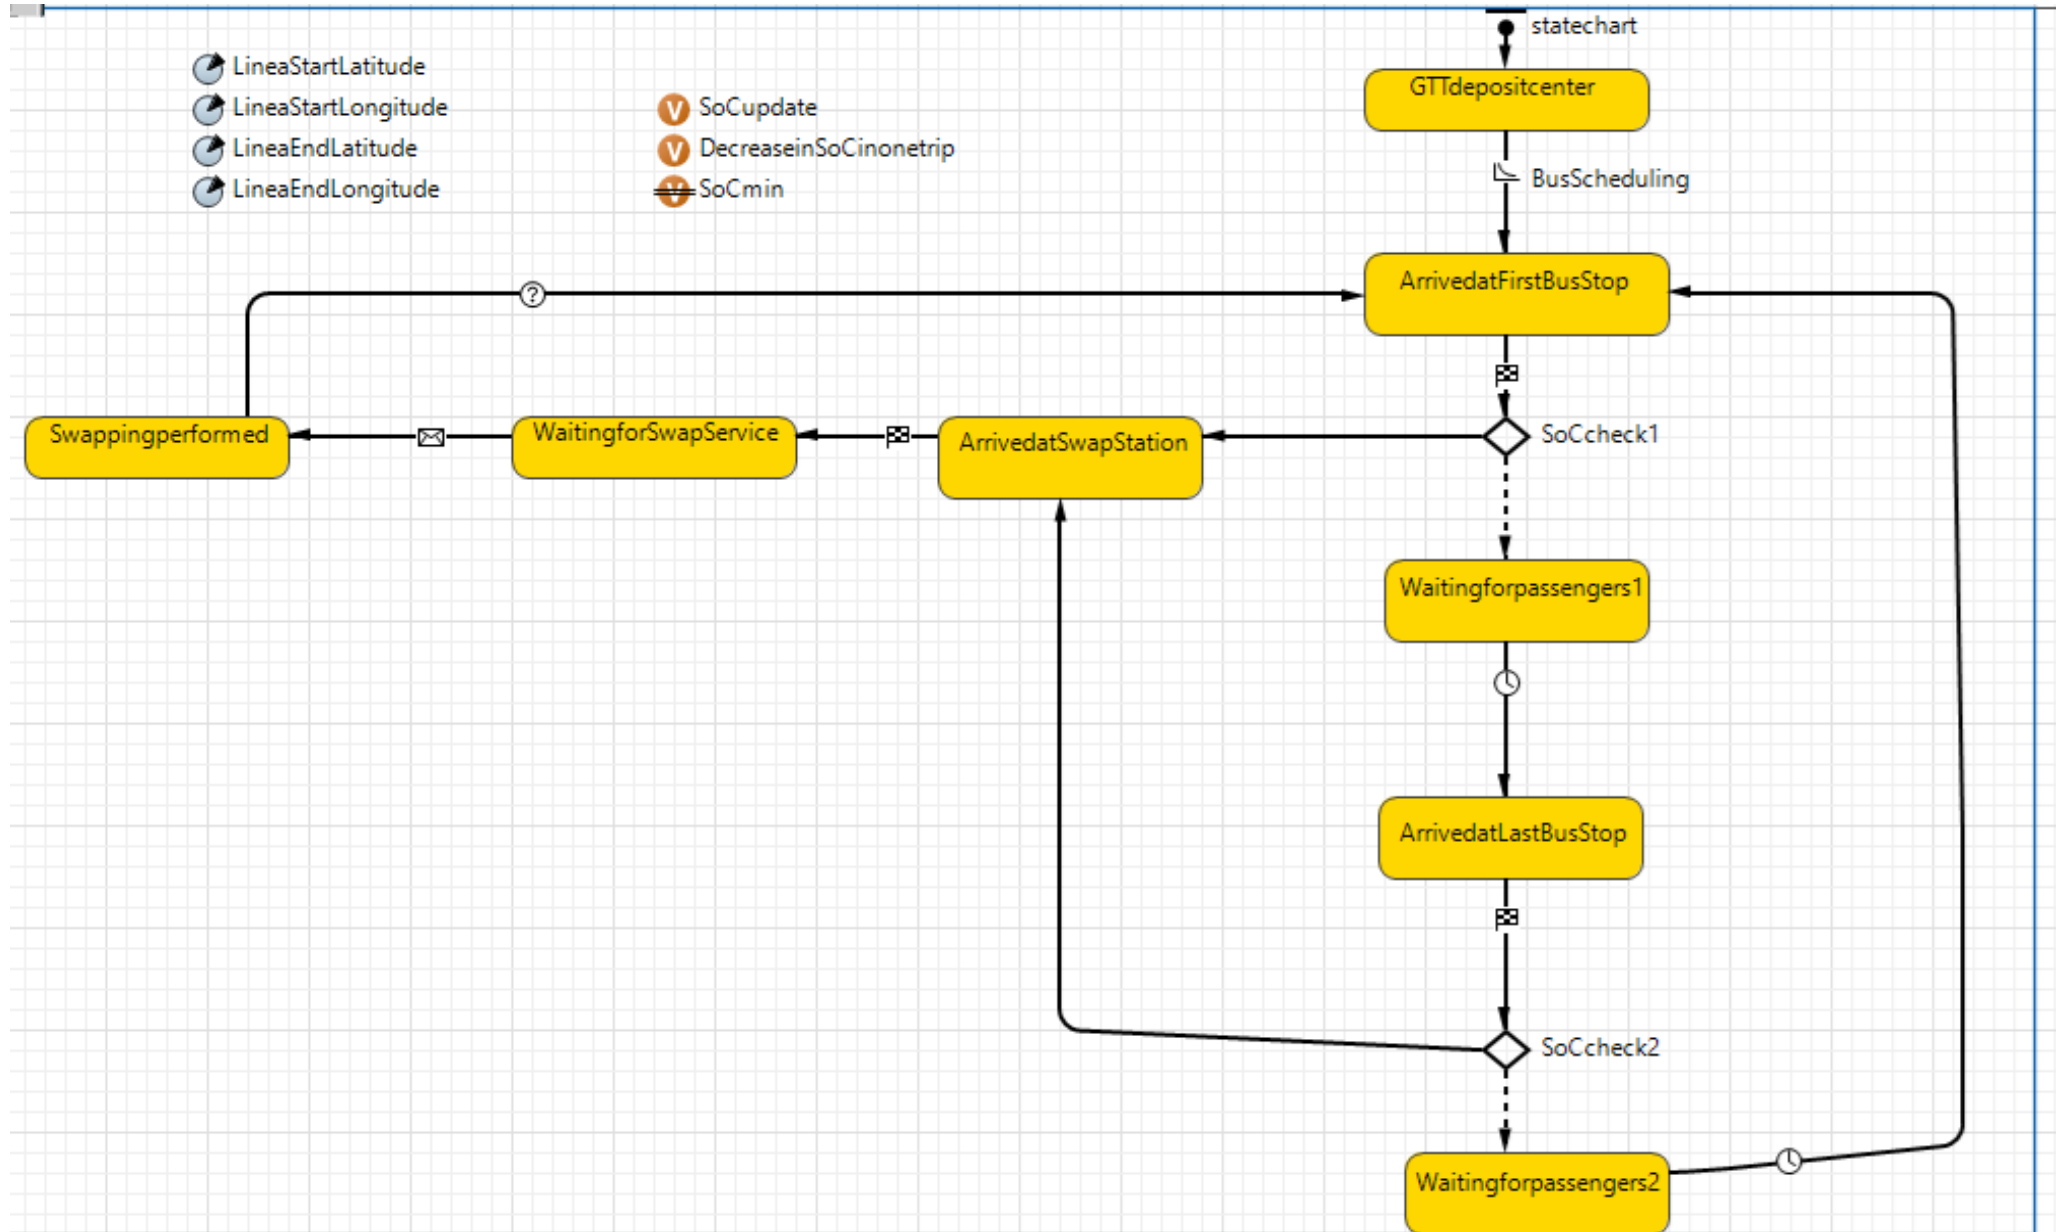 statechart
LineaStartLatitude
GTTdepositcenter
LineaStartLongitude
SoCupdate
LineaEndLatitude
DecreaseinSoCinonetrip
LineaEndLongitude
SoCmin
BusScheduling
ArrivedatFirstBusStop
Swappingperformed
WaitingforSwapService
ArrivedatSwapStation
SoCcheck1
Waitingforpassengers1
ArrivedatLastBusStop
SoCcheck2
Waitingforpassengers2